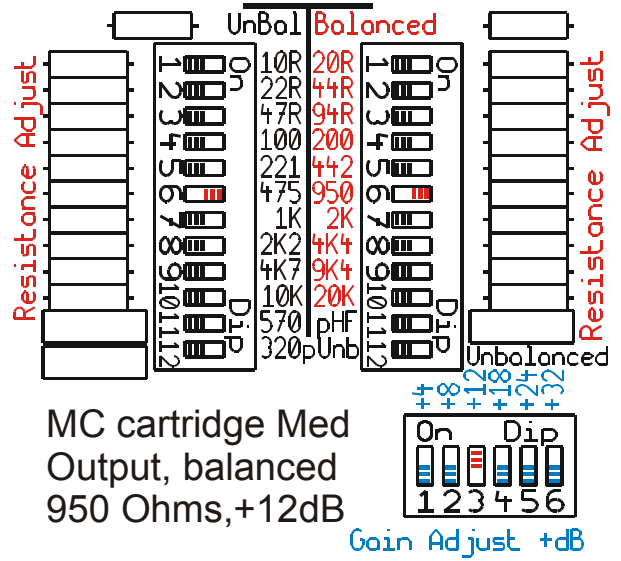 UnBal Balanced
1 On 10R 20R 1 On
2 22R 44R 2
3 47R 94R 3
4 100 200 4
5 221 442 5
6 475 950 6
7 1K 2K 7
8 2K2 4K4 8
9 4K7 9K4 9
10 Dip 10K 20K 10 Dip
11 570 pHF 11
12 320pUnb 12
Resistance Adjust
Resistance Adjust
Unbalanced
+4 +8 +12 +18 +24 +32
On Dip
1 2 3 4 5 6
Gain Adjust +dB
MC cartridge Med
Output, balanced
950 Ohms,+12dB